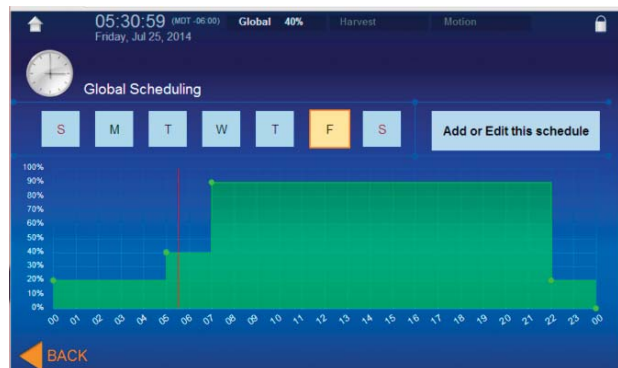 05:30:59 (MDT -06:00) Global 40% Harvest Motion
Friday, Jul 25, 2014
Global Scheduling
S M T W T F S Add or Edit this schedule
100%
90%
80%
70%
60%
50%
40%
30%
20%
10%
0%
00 01 02 03 04 05 06 07 08 09 10 11 12 13 14 15 16 17 18 19 20 21 22 23 00
BACK